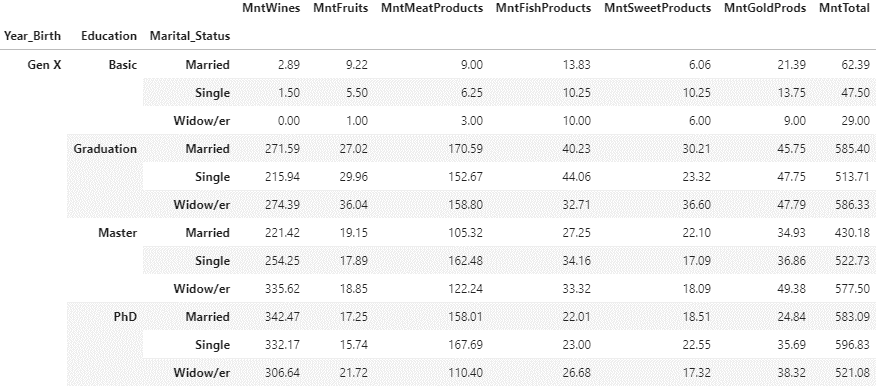 MntWines MntFruits MntMeatProducts MntFishProducts MntSweetProducts MntGoldProds MntTotal
Year_Birth Education Marital_Status
Gen X Basic Married 2.89 9.22 9.00 13.83 6.06 21.39 62.39
Single 1.50 5.50 6.25 10.25 10.25 13.75 47.50
Widow/er 0.00 1.00 3.00 10.00 6.00 9.00 29.00
Graduation Married 271.59 27.02 170.59 40.23 30.21 45.75 585.40
Single 215.94 29.96 152.67 44.06 23.32 47.75 513.71
Widow/er 274.39 36.04 158.80 32.71 36.60 47.79 586.33
Master Married 221.42 19.15 105.32 27.25 22.10 34.93 430.18
Single 254.25 17.89 162.48 34.16 17.09 36.86 522.73
Widow/er 335.62 18.85 122.24 33.32 18.09 49.38 577.50
PhD Married 342.47 17.25 158.01 22.01 18.51 24.84 583.09
Single 332.17 15.74 167.69 23.00 22.55 35.69 596.83
Widow/er 306.64 21.72 110.40 26.68 17.32 38.32 521.08